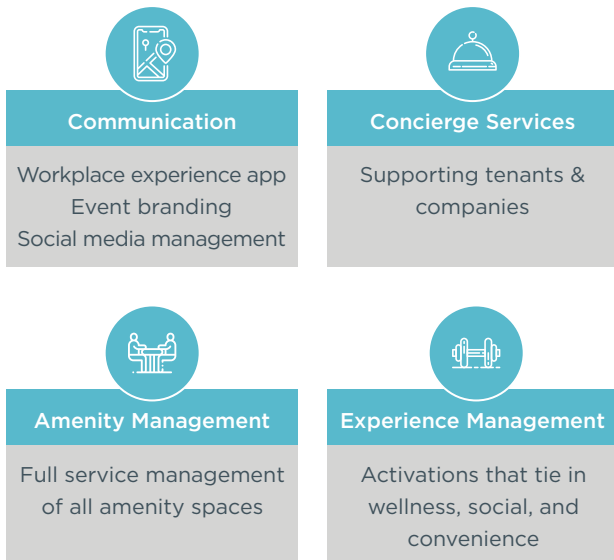 Communication
Workplace experience app
Event branding
Social media management
Concierge Services
Supporting tenants &
companies
Amenity Management
Full service management
of all amenity spaces
Experience Management
Activations that tie in
wellness, social, and
convenience